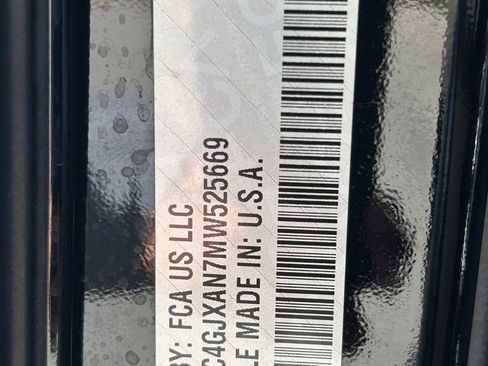 BY: FCA US LLC
C4GJXAN7MW525669
LE MADE IN: U.S.A.